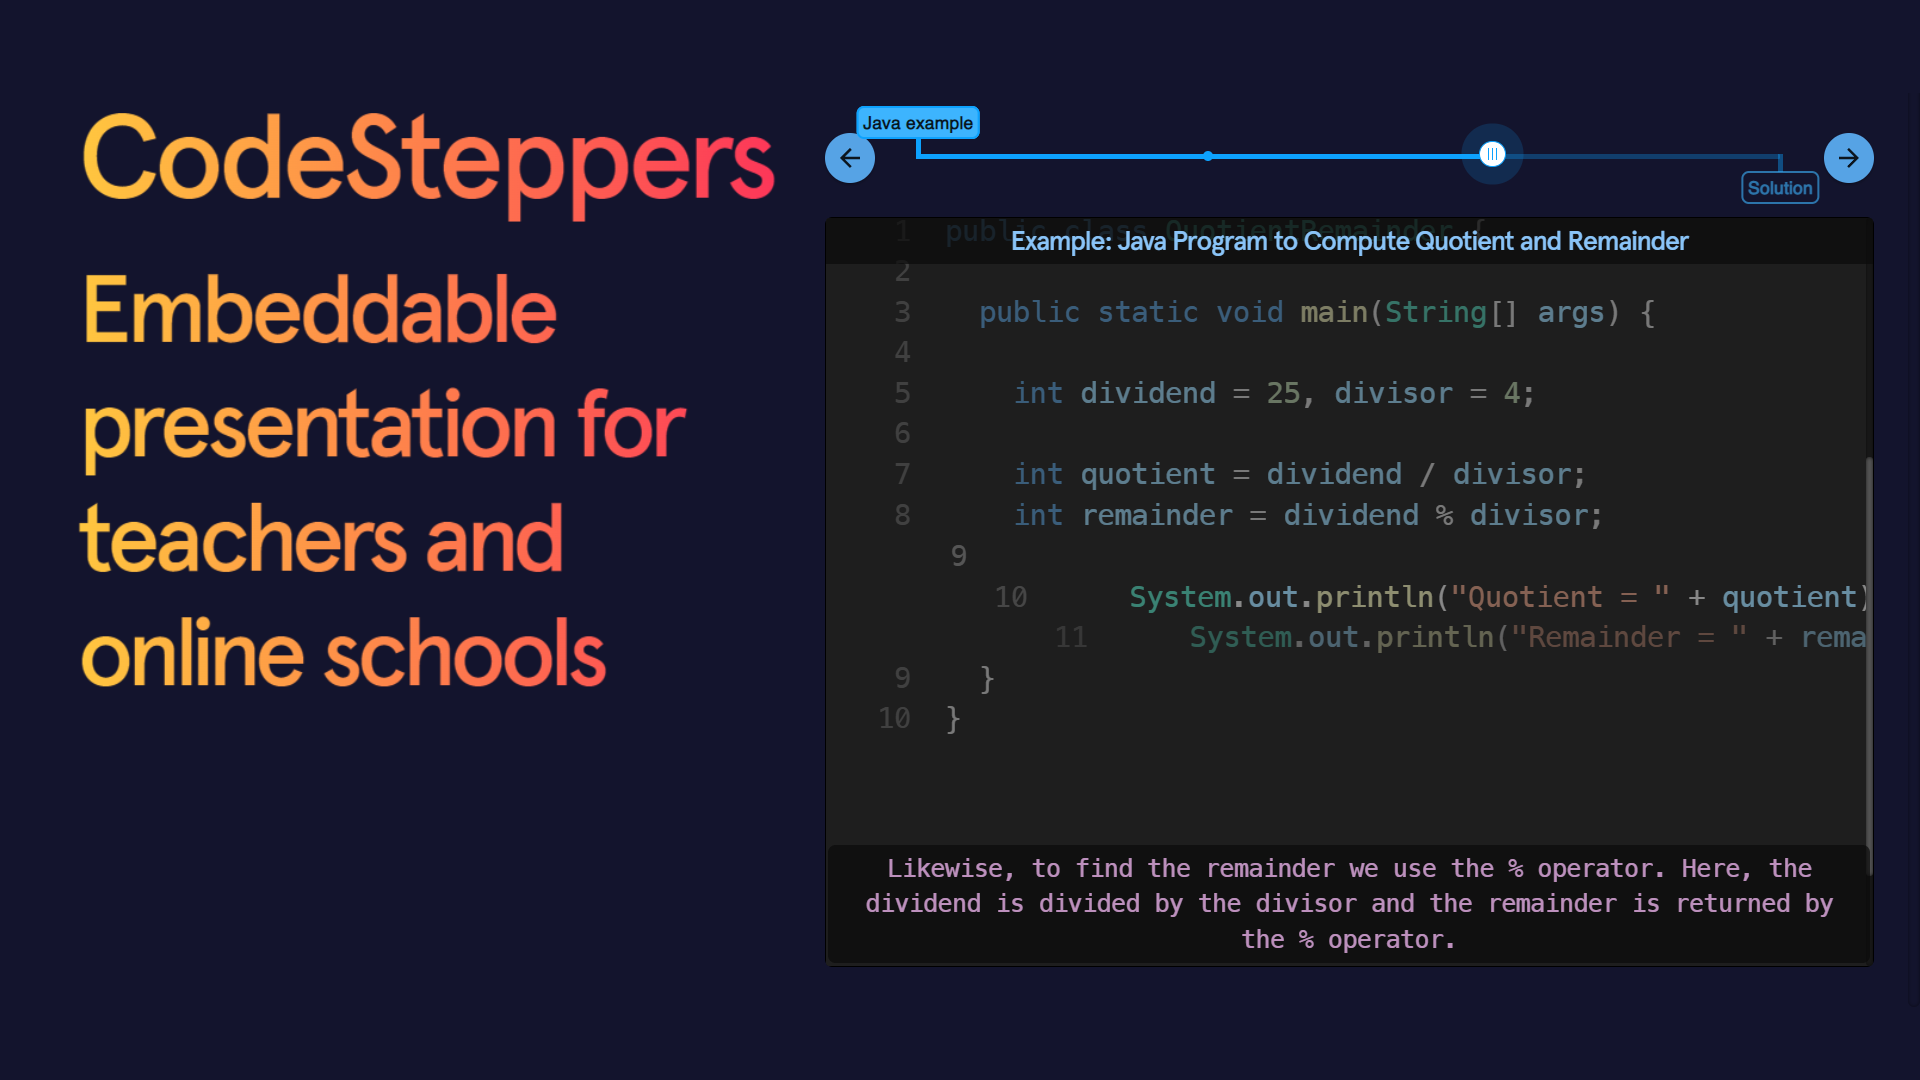 CodeSteppers
Embeddable
presentation for
teachers and
online schools
Java example
Solution
1 public class QuotientRemainder {
Example: Java Program to Compute Quotient and Remainder
2
3 public static void main(String[] args) {
4
5 int dividend = 25, divisor = 4;
6
7 int quotient = dividend / divisor;
8 int remainder = dividend % divisor;
9
10 System.out.println("Quotient = " + quotient)
11 System.out.println("Remainder = " + rema
9 }
10 }
Likewise, to find the remainder we use the % operator. Here, the
dividend is divided by the divisor and the remainder is returned by
the % operator.